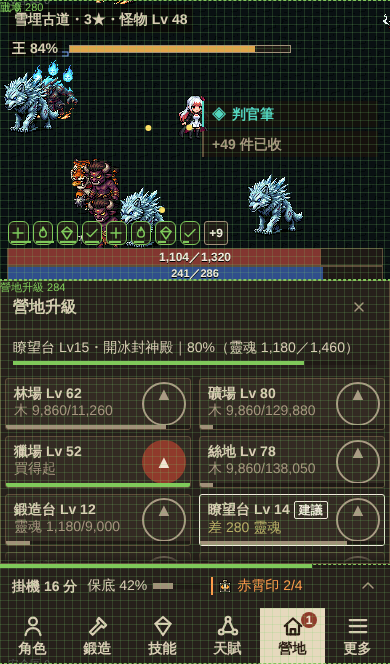 戰場 280
雪埋古道・3★・怪物 Lv 48
王 84%
◈ 判官筆
+49 件已收
+9
1,104／1,320
241／286
營地升級 284
營地升級 ×
瞭望台 Lv15・開冰封神殿｜80%（靈魂 1,180／1,460）
林場 Lv 62
木 9,860/11,260
礦場 Lv 80
木 9,860/129,880
獵場 Lv 52
買得起
絲地 Lv 78
木 9,860/138,050
鍛造台 Lv 12
靈魂 1,180/9,000
瞭望台 Lv 14 建議
差 280 靈魂
掛機 16 分 保底 42% 赤霄印 2/4
角色 鍛造 技能 天賦 營地 1 更多